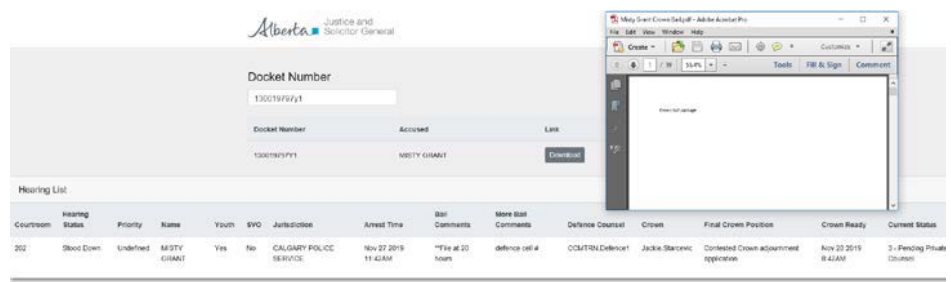 Alberta Justice and
Solicitor General
Docket Number
130019797y1
Docket Number Accused Link
130019797Y1 MISTY GRANT Download
Misty Grant Crown Bail.pdf - Adobe Acrobat Pro
File Edit View Window Help
Create Customize
1 / 19 Tools Fill & Sign Comment
Hearing List
Courtroom Hearing Status Priority Name Youth SVO Jurisdiction Arrest Time Bail Comments More Bail Comments Defence Counsel Crown Final Crown Position Crown Ready Current Status
202 Stood Down Undefined MISTY GRANT Yes No CALGARY POLICE SERVICE Nov 27 2019 11:42AM **File at 20 hours defence cell # CCMTRN.Defence1 Jackie.Starcevic Contested Crown adjournment application Nov 2019 8:42AM 3 - Pending Private Counsel